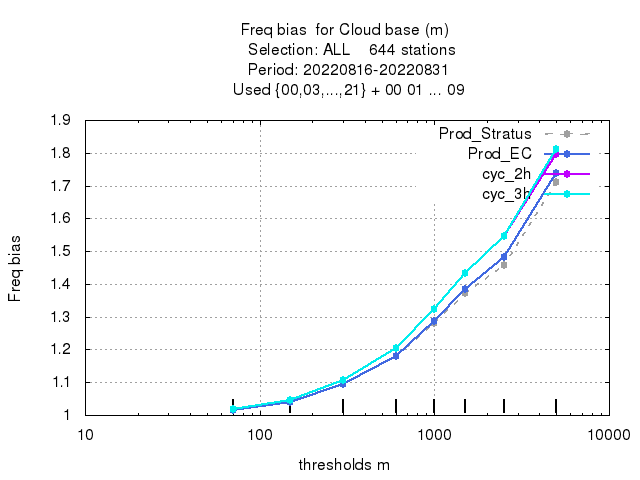 Freq bias  for Cloud base (m)
Selection: ALL    644 stations
Period: 20220816-20220831
Used {00,03,...,21} + 00 01 ... 09
1.9
1.8
1.7
1.6
1.5
1.4
1.3
1.2
1.1
1
Freq bias
Prod_Stratus
Prod_EC
cyc_2h
cyc_3h
10 100 1000 10000
thresholds m